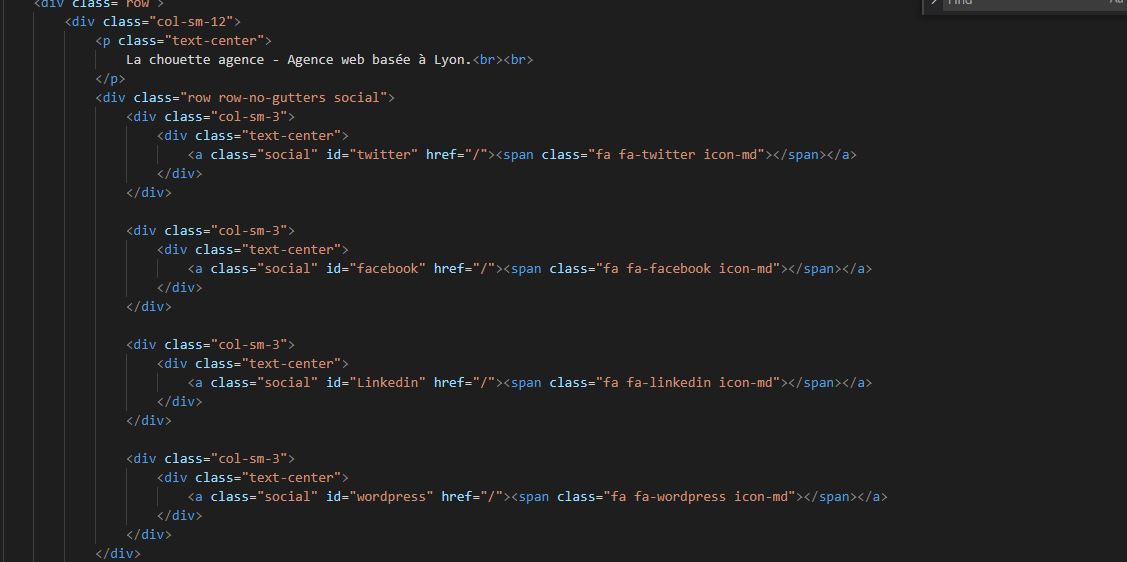 <div class="row">
<div class="col-sm-12">
<p class="text-center">
La chouette agence - Agence web basée à Lyon.<br><br>
</p>
<div class="row row-no-gutters social">
<div class="col-sm-3">
<div class="text-center">
<a class="social" id="twitter" href="/"><span class="fa fa-twitter icon-md"></span></a>
</div>
</div>
<div class="col-sm-3">
<div class="text-center">
<a class="social" id="facebook" href="/"><span class="fa fa-facebook icon-md"></span></a>
</div>
</div>
<div class="col-sm-3">
<div class="text-center">
<a class="social" id="Linkedin" href="/"><span class="fa fa-linkedin icon-md"></span></a>
</div>
</div>
<div class="col-sm-3">
<div class="text-center">
<a class="social" id="wordpress" href="/"><span class="fa fa-wordpress icon-md"></span></a>
</div>
</div>
</div>
Find
Aa